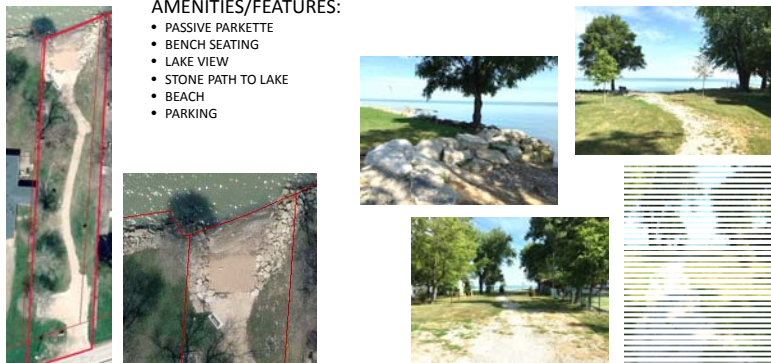 AMENITIES/FEATURES:
• PASSIVE PARKETTE
• BENCH SEATING
• LAKE VIEW
• STONE PATH TO LAKE
• BEACH
• PARKING